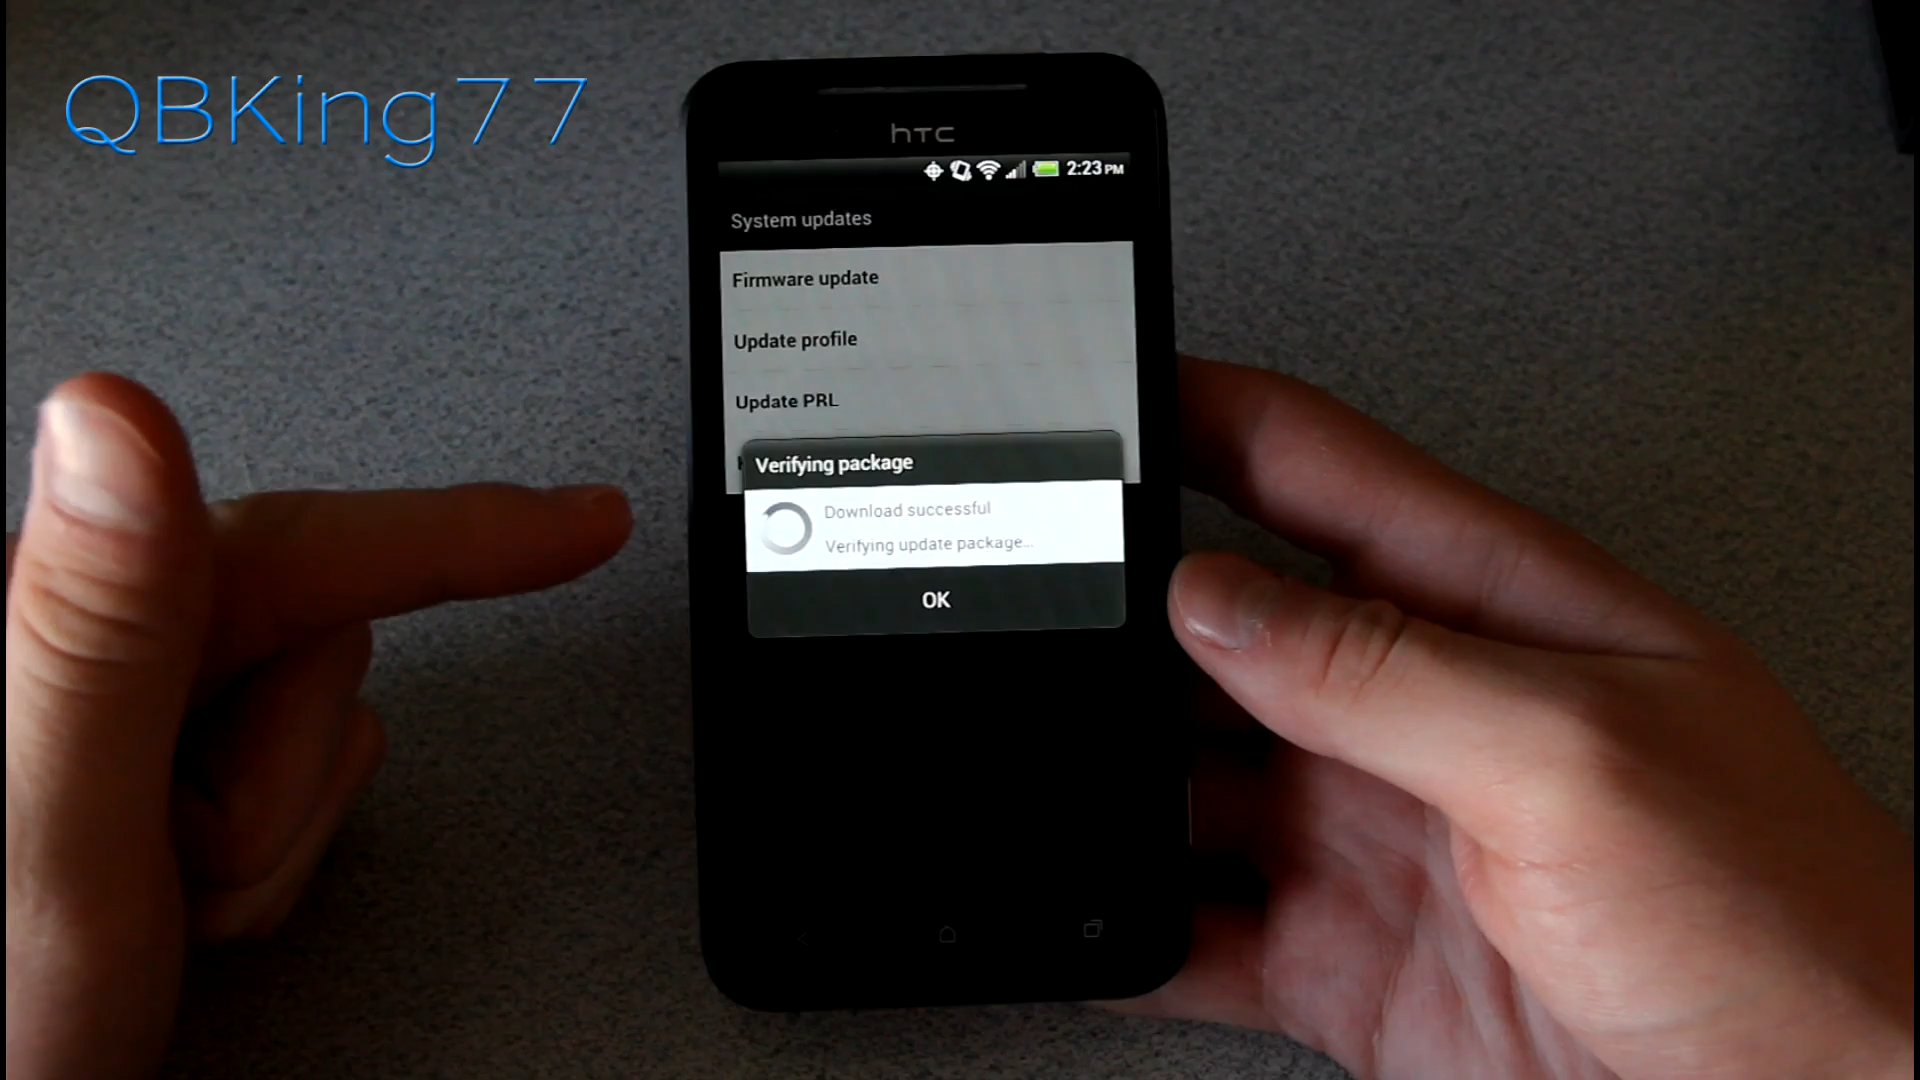 QBKing77
hTC
2:23 PM
System updates
Firmware update
Update profile
Update PRL
Verifying package
Download successful
Verifying update package...
OK